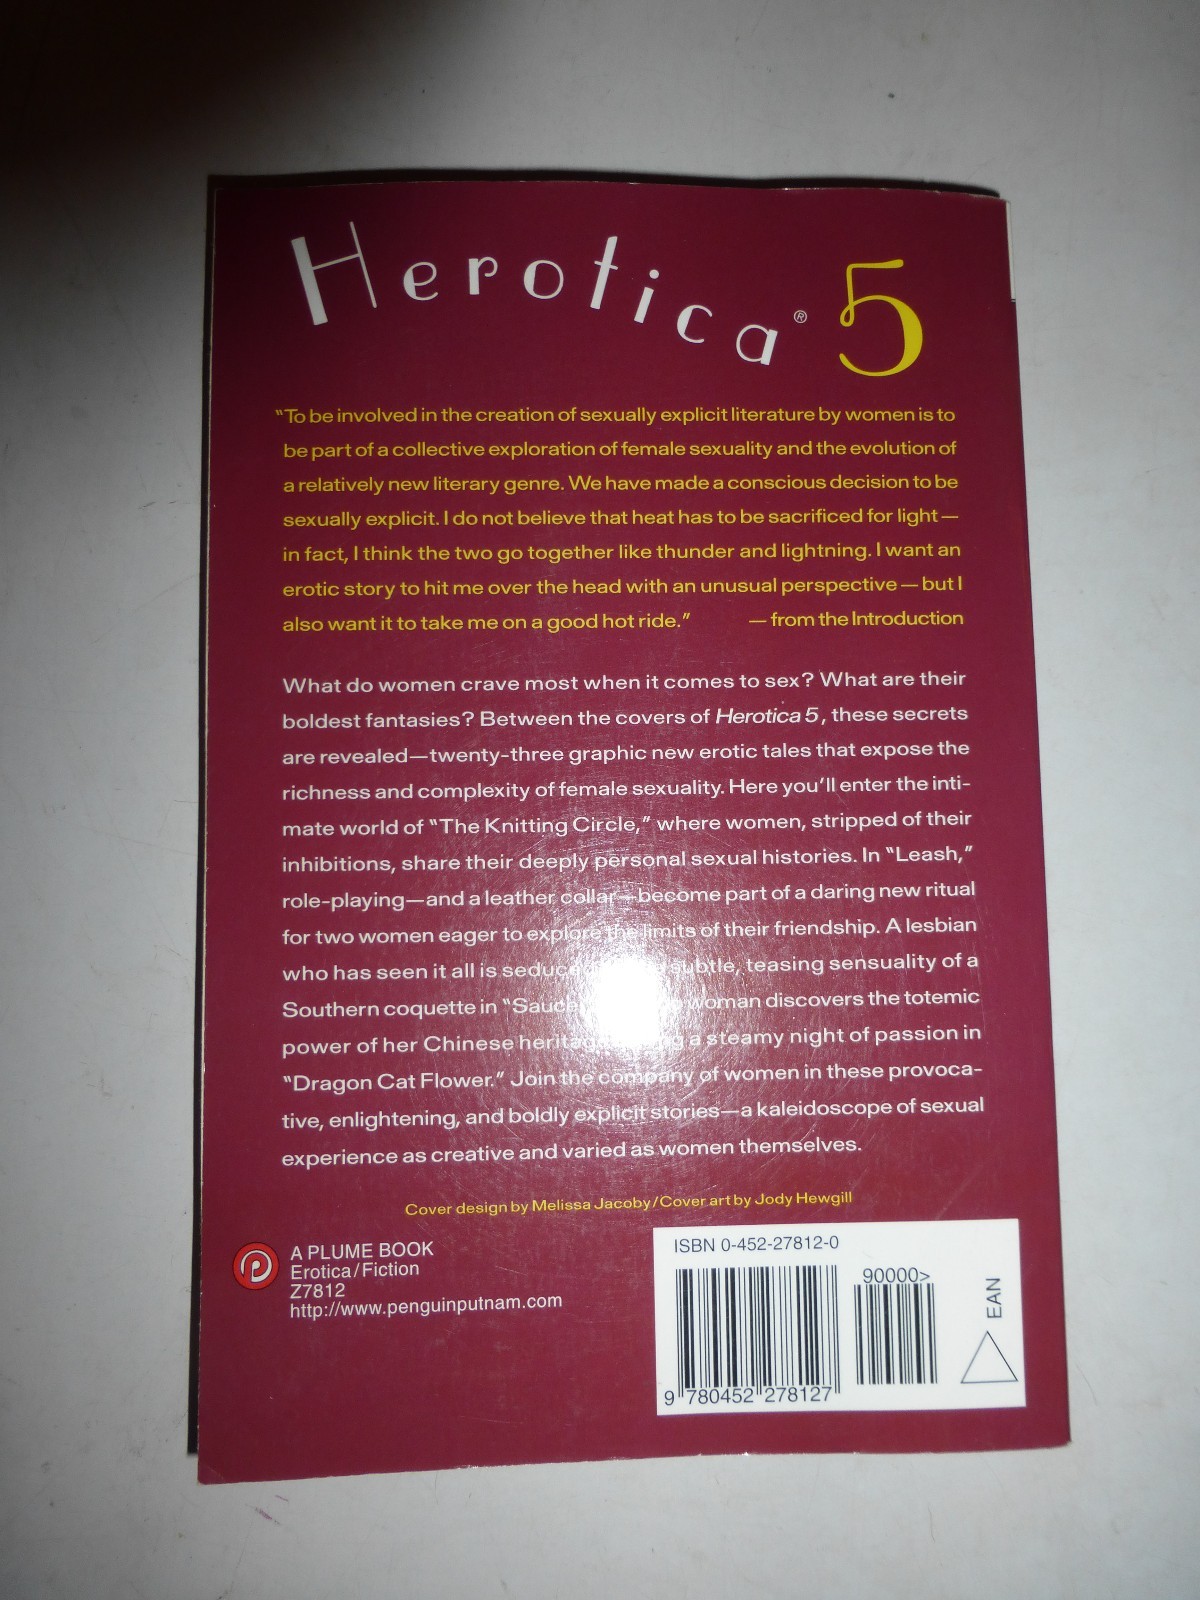 Herotica® 5
"To be involved in the creation of sexually explicit literature by women is to
be part of a collective exploration of female sexuality and the evolution of
a relatively new literary genre. We have made a conscious decision to be
sexually explicit. I do not believe that heat has to be sacrificed for light—
in fact, I think the two go together like thunder and lightning. I want an
erotic story to hit me over the head with an unusual perspective—but I
also want it to take me on a good hot ride." —from the Introduction
What do women crave most when it comes to sex? What are their
boldest fantasies? Between the covers of Herotica 5, these secrets
are revealed—twenty-three graphic new erotic tales that expose the
richness and complexity of female sexuality. Here you'll enter the inti-
mate world of "The Knitting Circle," where women, stripped of their
inhibitions, share their deeply personal sexual histories. In "Leash,"
role-playing—and a leather collar—become part of a daring new ritual
for two women eager to explore the limits of their friendship. A lesbian
who has seen it all is subtle, teasing sensuality of a
Southern coquette in woman discovers the totemic
power of her Chinese a steamy night of passion in
"Dragon Cat Flower." Join the company of women in these provoca-
tive, enlightening, and boldly explicit stories—a kaleidoscope of sexual
experience as creative and varied as women themselves.
Cover design by Melissa Jacoby/Cover art by Jody Hewgill
A PLUME BOOK
Erotica/Fiction
Z7812
http://www.penguinputnam.com
ISBN 0-452-27812-0
90000>
EAN
9 780452 278127